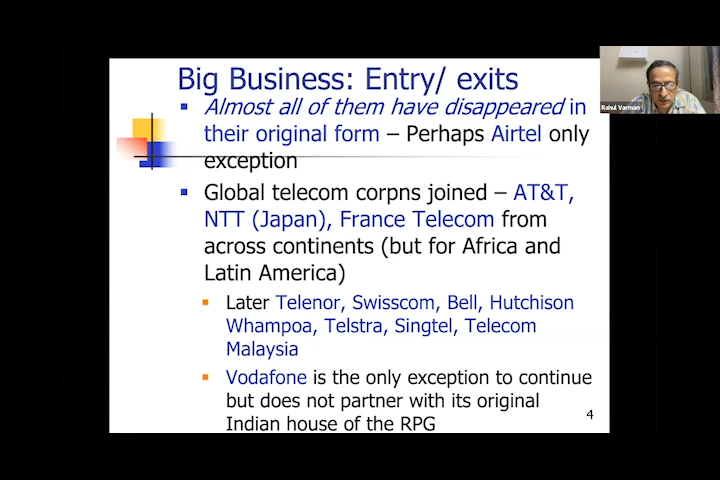 Big Business: Entry/ exits
Almost all of them have disappeared in
their original form – Perhaps Airtel only
exception
Global telecom corpns joined – AT&T,
NTT (Japan), France Telecom from
across continents (but for Africa and
Latin America)
Later Telenor, Swisscom, Bell, Hutchison
Whampoa, Telstra, Singtel, Telecom
Malaysia
Vodafone is the only exception to continue
but does not partner with its original
Indian house of the RPG
4
Rahul Varman